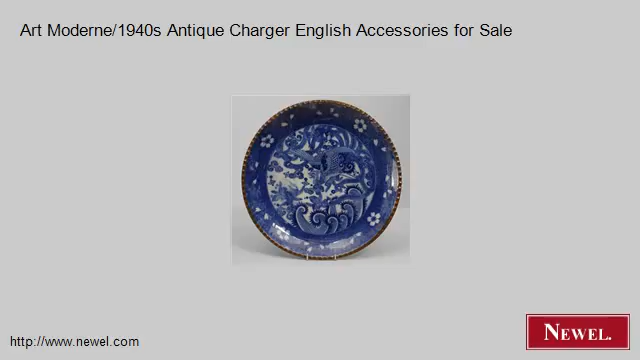 Art Moderne/1940s Antique Charger English Accessories for Sale
http://www.newel.com
NEWEL.